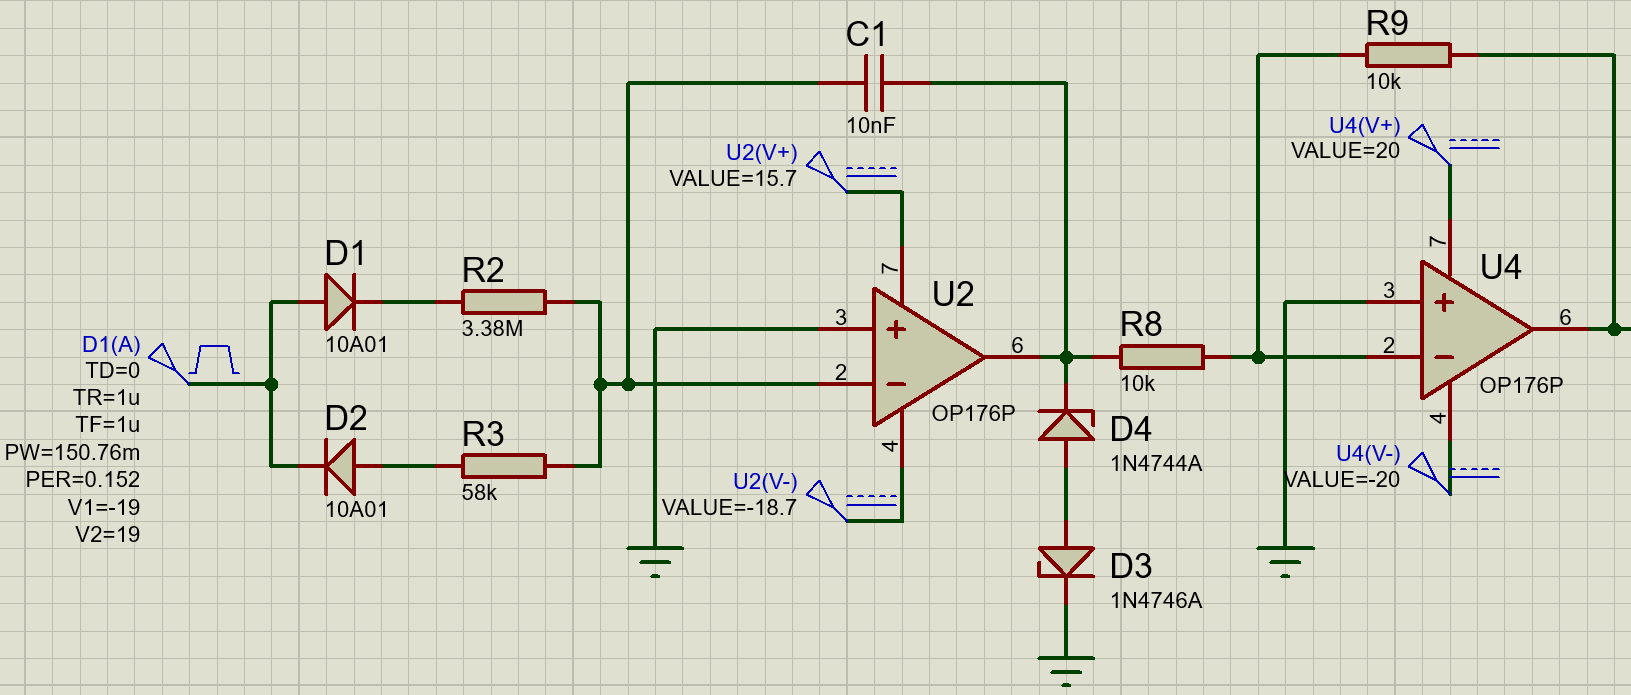 C1
10nF
R9
10k
U2(V+)
VALUE=15.7
U4(V+)
VALUE=20
D1
10A01
R2
3.38M
D1(A)
TD=0
TR=1u
TF=1u
PW=150.76m
PER=0.152
V1=-19
V2=19
D2
10A01
R3
58k
7
3
2
4
6
U2
OP176P
U2(V-)
VALUE=-18.7
R8
10k
D4
1N4744A
D3
1N4746A
7
3
2
4
6
U4
OP176P
U4(V-)
VALUE=-20